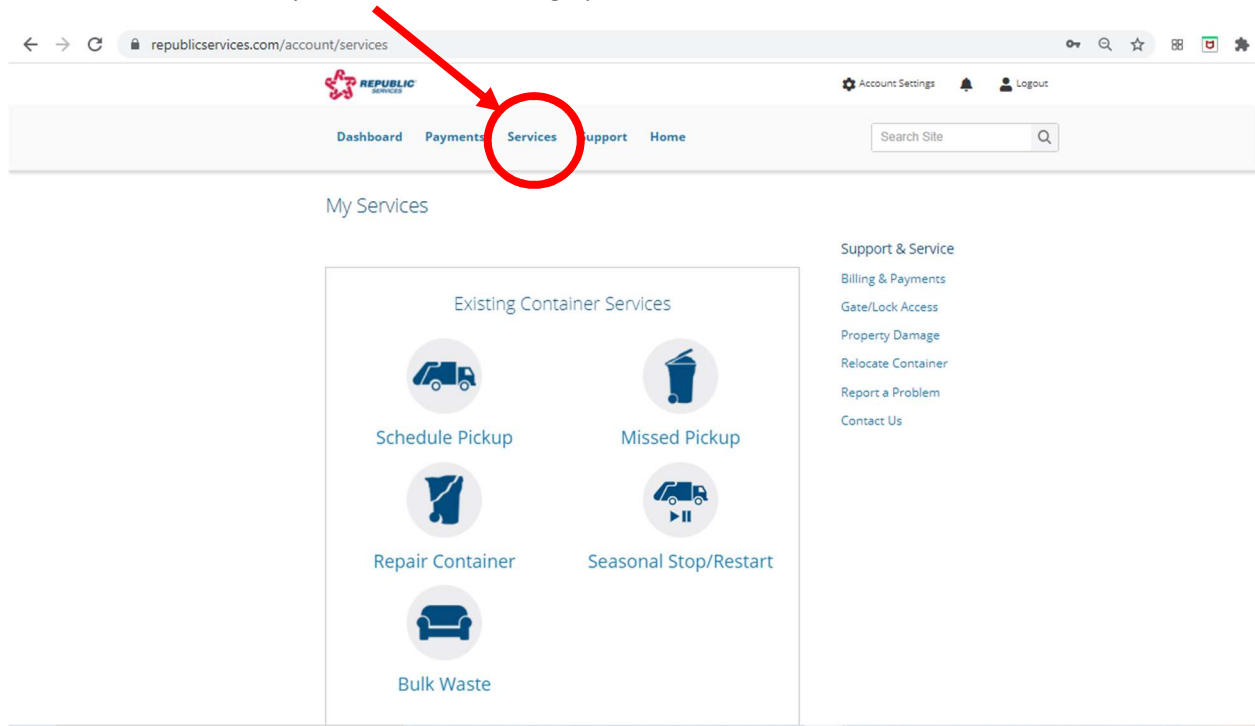 republicservices.com/account/services
REPUBLIC
SERVICES
Account Settings Logout
Dashboard Payments Services Support Home
Search Site
My Services
Support & Service
Billing & Payments
Gate/Lock Access
Property Damage
Relocate Container
Report a Problem
Contact Us
Existing Container Services
Schedule Pickup Missed Pickup
Repair Container Seasonal Stop/Restart
Bulk Waste